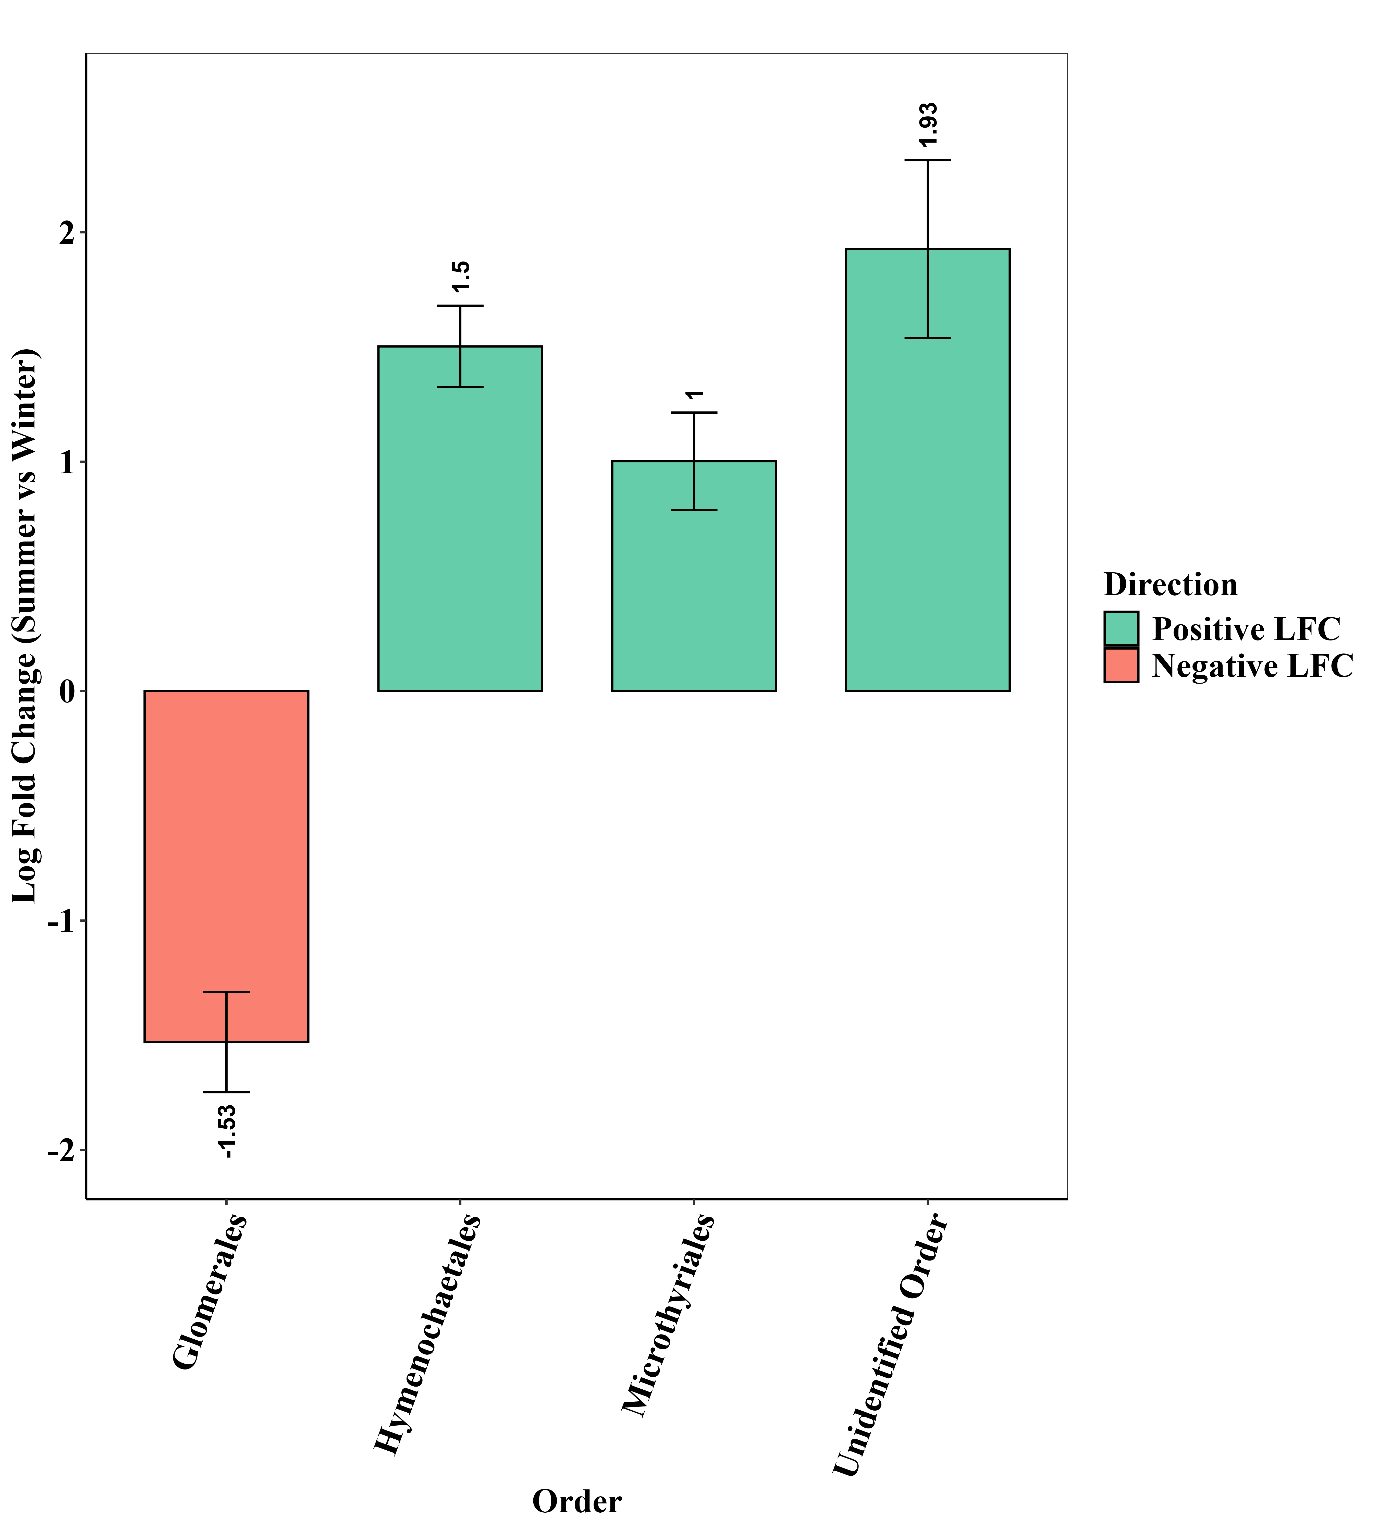 Log Fold Change (Summer vs Winter)
2
1
0
-1
-2
-1.53
1.5
1
1.93
Glomerales
Hymenochaetales
Microthyriales
Unidentified Order
Order
Direction
Positive LFC
Negative LFC